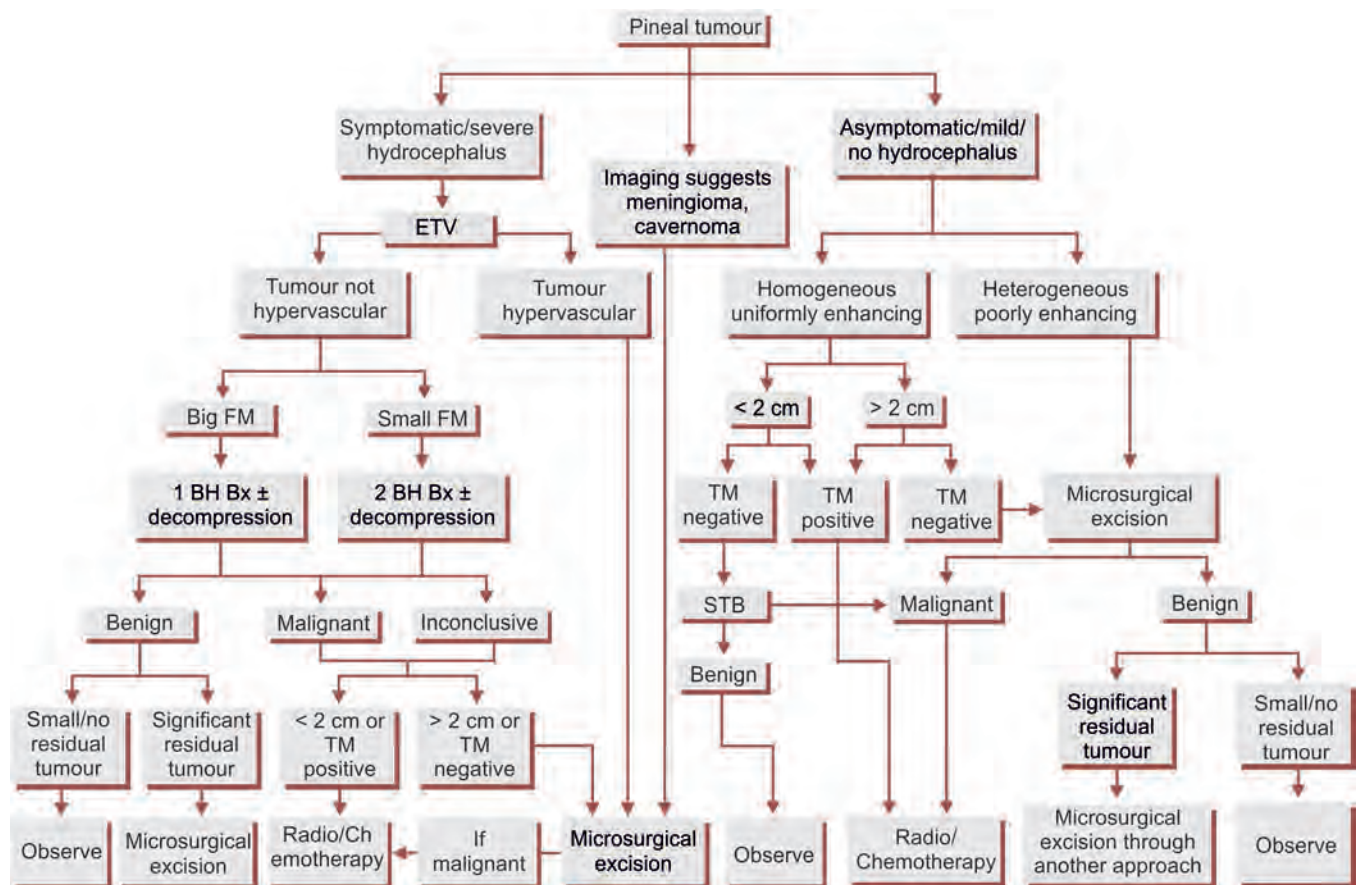 Pineal tumour
Symptomatic/severe
hydrocephalus
Asymptomatic/mild/
no hydrocephalus
Imaging suggests
meningioma,
cavernoma
ETV
Tumour not
hypervascular
Tumour
hypervascular
Homogeneous
uniformly enhancing
Heterogeneous
poorly enhancing
Big FM
Small FM
< 2 cm
> 2 cm
1 BH Bx ±
decompression
2 BH Bx ±
decompression
TM
negative
TM
positive
TM
negative
Microsurgical
excision
Benign
Malignant
Inconclusive
STB
Malignant
Benign
Benign
Small/no
residual
tumour
Significant
residual
tumour
< 2 cm or
TM
positive
> 2 cm or
TM
negative
Significant
residual
tumour
Small/no
residual
tumour
Observe
Microsurgical
excision
Radio/Ch
emotherapy
If
malignant
Microsurgical
excision
Observe
Radio/
Chemotherapy
Microsurgical
excision through
another approach
Observe